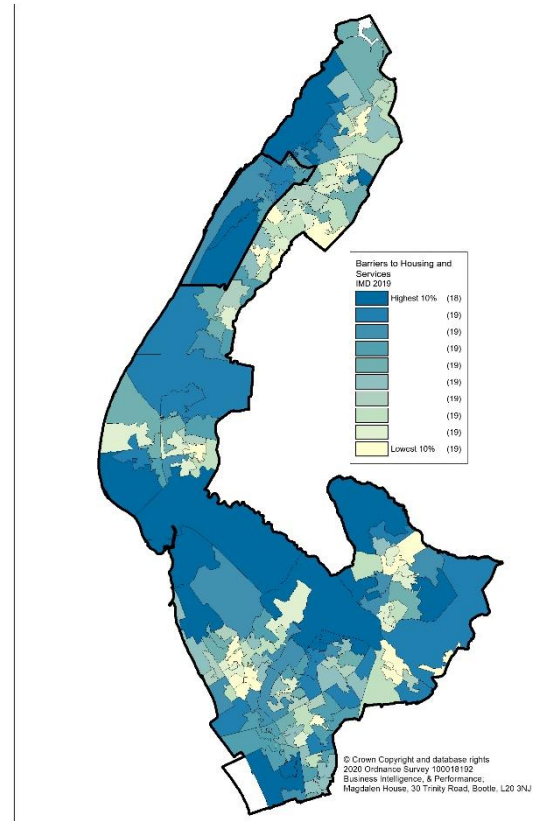 Barriers to Housing and
Services
IMD 2019
Highest 10% (18)
(19)
(19)
(19)
(19)
(19)
(19)
(19)
(19)
Lowest 10% (19)
© Crown Copyright and database rights
2020 Ordnance Survey 100018192
Business Intelligence, & Performance,
Magdalen House, 30 Trinity Road, Bootle, L20 3NJ